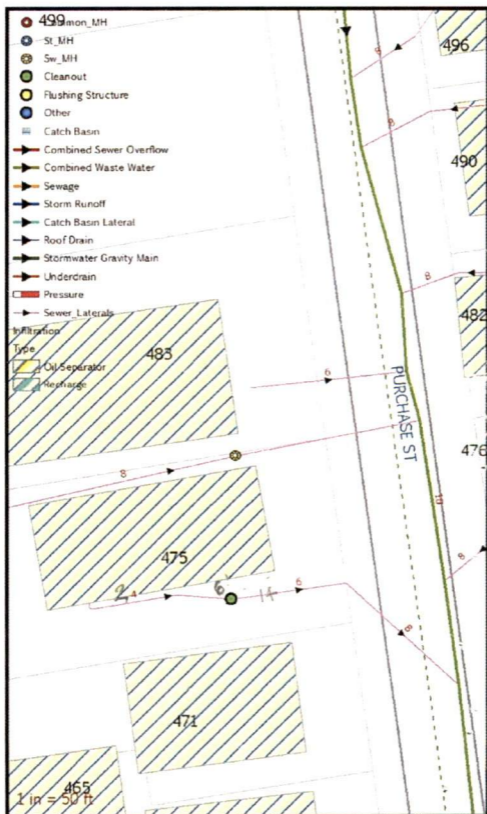 499
Common_MH
St_MH
Sw_MH
Cleanout
Flushing Structure
Other
Catch Basin
Combined Sewer Overflow
Combined Waste Water
Sewage
Storm Runoff
Catch Basin Lateral
Roof Drain
Stormwater Gravity Main
Underdrain
Pressure
Sewer_Laterals
Infiltration
Type
Oil Separator
Recharge
496
8
490
8
482
8
483
6
PURCHASE ST
476
8
10
8
475
2
4
6
14
6
8
471
465
1 in = 50 ft